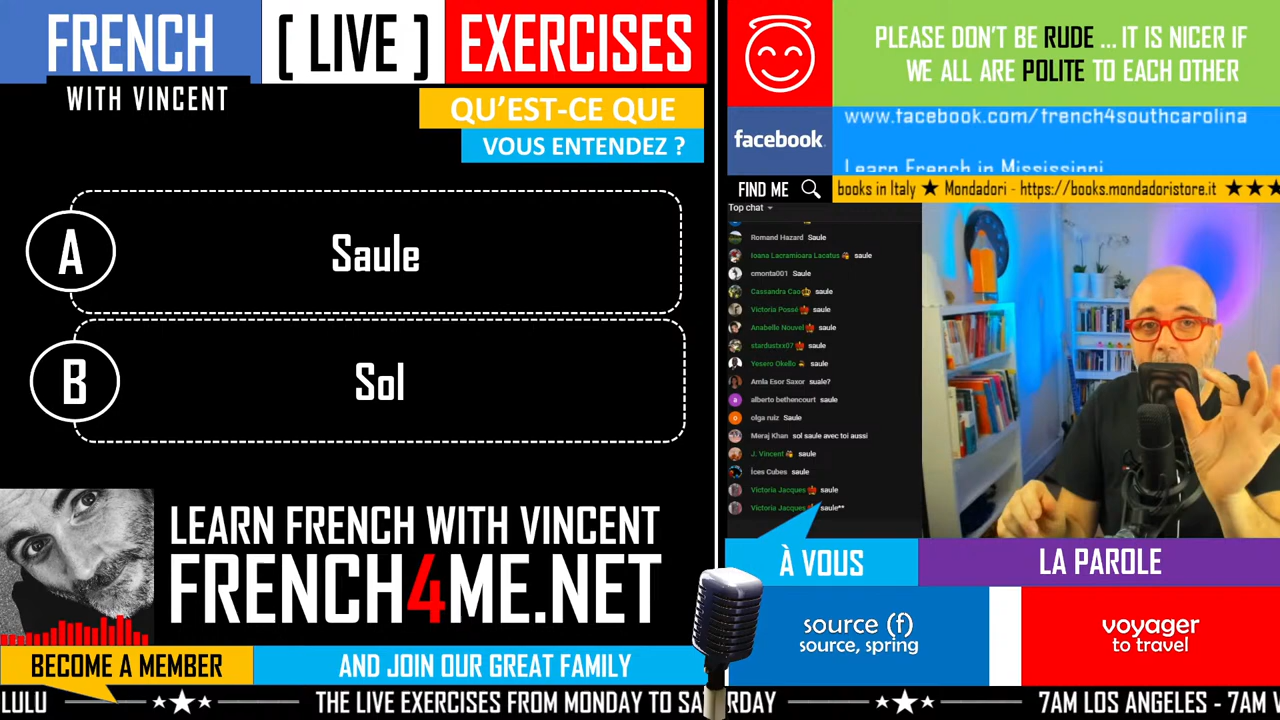 FRENCH
WITH VINCENT
[ LIVE ]
EXERCISES
QU’EST-CE QUE
VOUS ENTENDEZ ?
A
Saule
B
Sol
LEARN FRENCH WITH VINCENT
FRENCH4ME.NET
BECOME A MEMBER
AND JOIN OUR GREAT FAMILY
PLEASE DON’T BE RUDE ... IT IS NICER IF
WE ALL ARE POLITE TO EACH OTHER
facebook.
www.facebook.com/french4southcarolina
Learn French in Mississippi
FIND ME
books in Italy ★ Mondadori - https://books.mondadoristore.it ★ ★ ★
Top chat
Romand Hazard Saule
Ioana Lacramioara Lacatus saule
cmonta001 Saule
Cassandra Cao saule
Victoria Possé saule
Anabelle Nouvel saule
stardustxx07 saule
Yesero Okello saule
Amla Esor Saxor suale?
a alberto bethencourt saule
o olga ruiz Saule
Meraj Khan sol saule avec toi aussi
J. Vincent saule
İces Cubes saule
Victoria Jacques saule
Victoria Jacques saule**
À VOUS
LA PAROLE
source (f)
source, spring
voyager
to travel
LULU
THE LIVE EXERCISES FROM MONDAY TO SATURDAY
7AM LOS ANGELES - 7AM